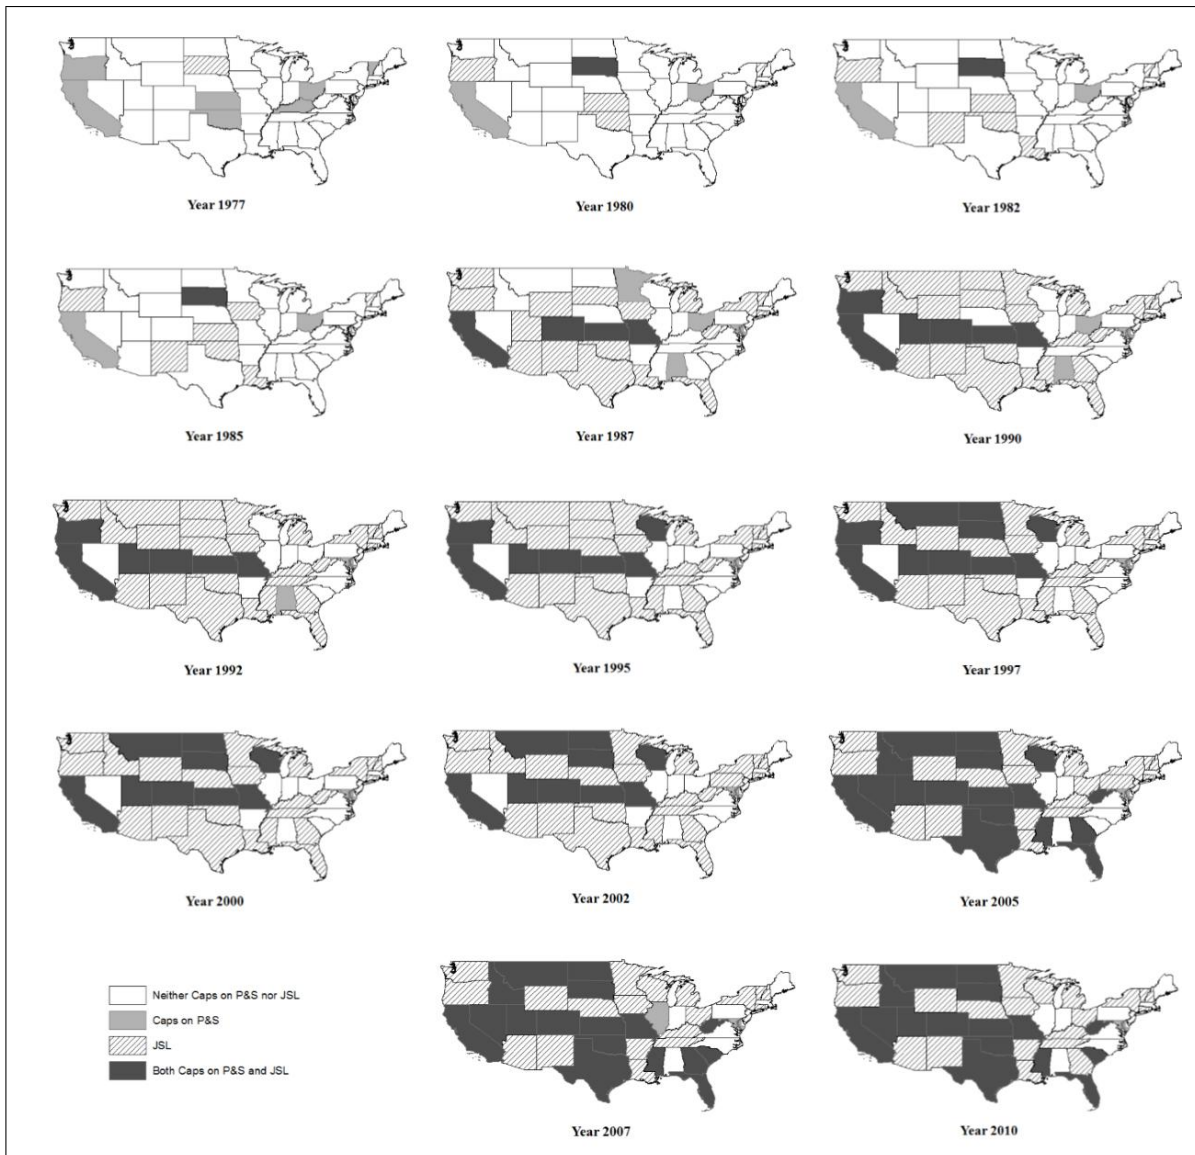 Year 1977
Year 1980
Year 1982
Year 1985
Year 1987
Year 1990
Year 1992
Year 1995
Year 1997
Year 2000
Year 2002
Year 2005
Neither Caps on P&S nor JSL
Caps on P&S
JSL
Both Caps on P&S and JSL
Year 2007
Year 2010